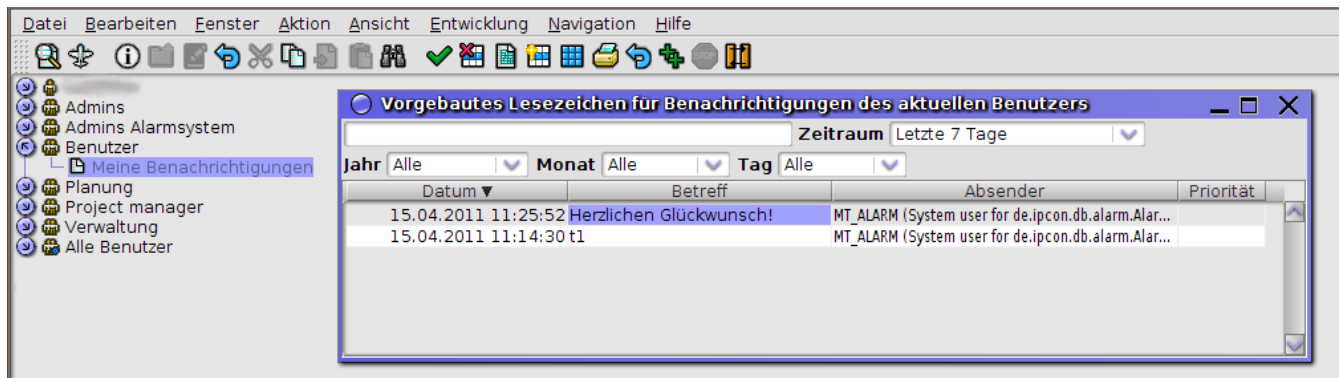 Datei Bearbeiten Fenster Aktion Ansicht Entwicklung Navigation Hilfe
Admins
Admins Alarmsystem
Benutzer
Meine Benachrichtigungen
Planung
Project manager
Verwaltung
Alle Benutzer
Vorgebautes Lesezeichen für Benachrichtigungen des aktuellen Benutzers
Zeitraum Letzte 7 Tage
Jahr Alle Monat Alle Tag Alle
Datum ▼ Betreff Absender Priorität
15.04.2011 11:25:52 Herzlichen Glückwunsch! MT_ALARM (System user for de.ipcon.db.alarm.Alar...
15.04.2011 11:14:30 t1 MT_ALARM (System user for de.ipcon.db.alarm.Alar...